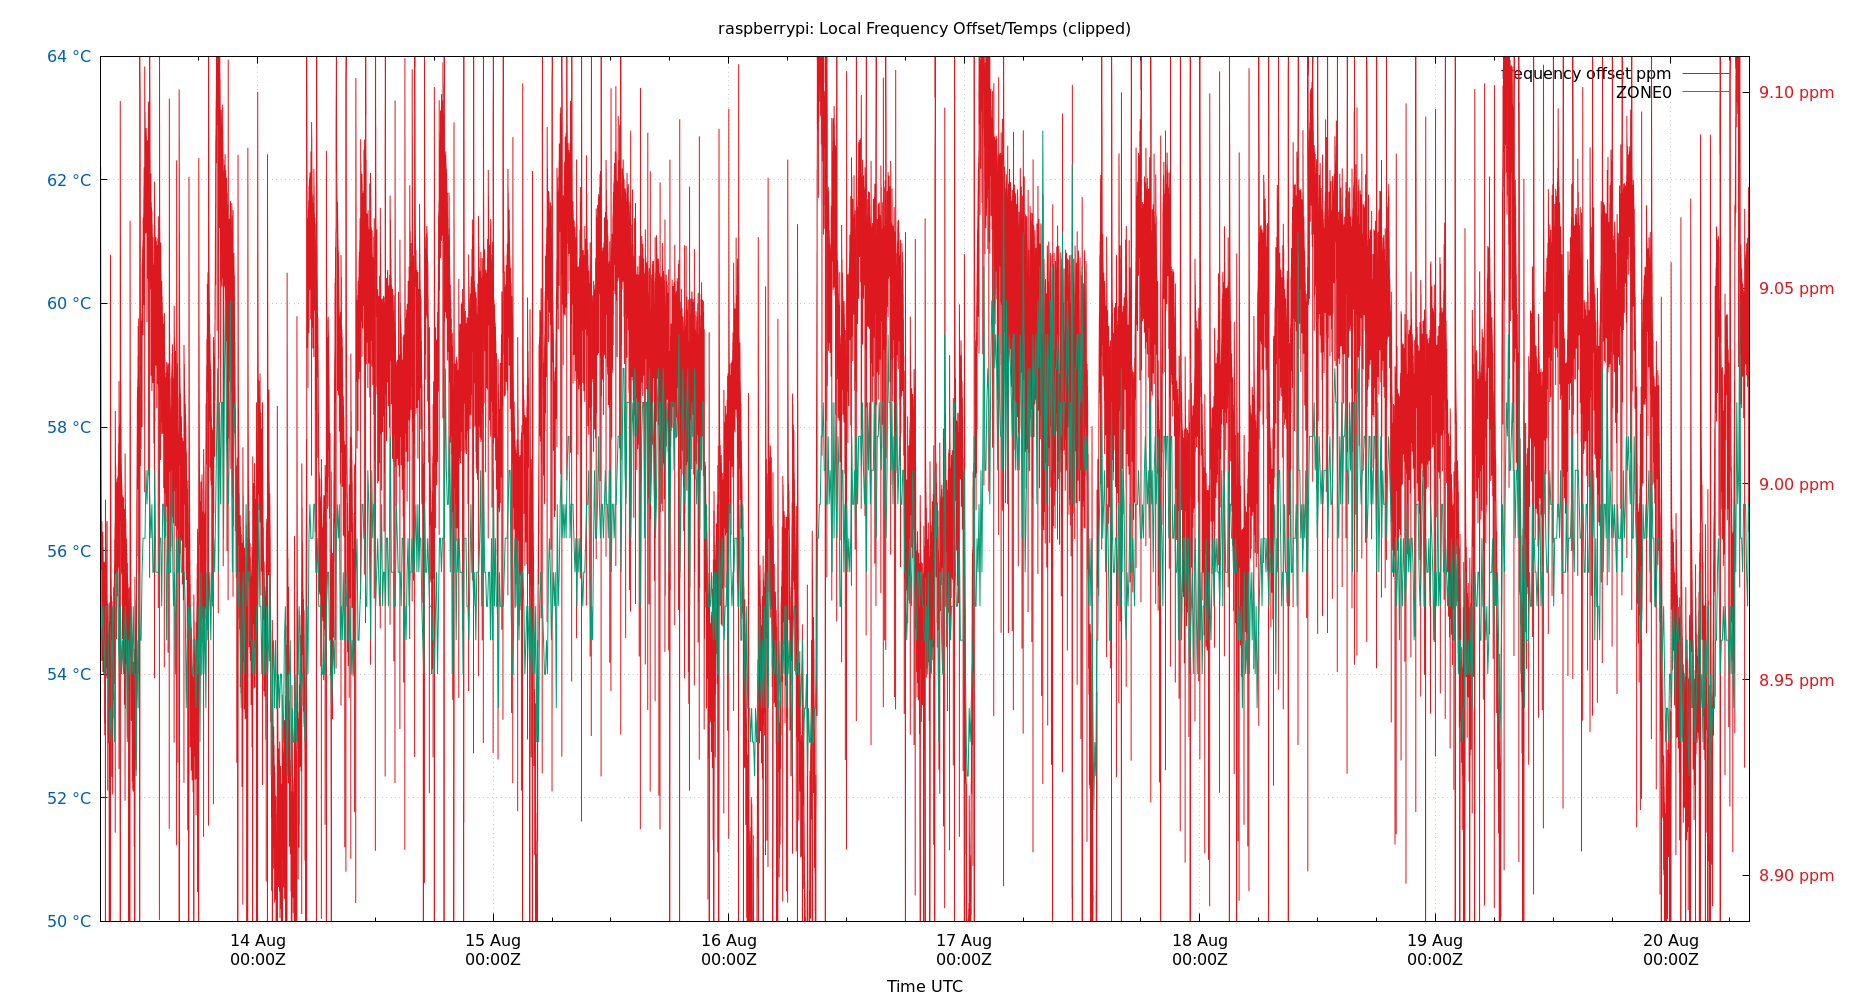 raspberrypi: Local Frequency Offset/Temps (clipped)
64 °C
62 °C
60 °C
58 °C
56 °C
54 °C
52 °C
50 °C
frequency offset ppm
ZONE0
9.10 ppm
9.05 ppm
9.00 ppm
8.95 ppm
8.90 ppm
14 Aug
00:00Z
15 Aug
00:00Z
16 Aug
00:00Z
17 Aug
00:00Z
18 Aug
00:00Z
19 Aug
00:00Z
20 Aug
00:00Z
Time UTC